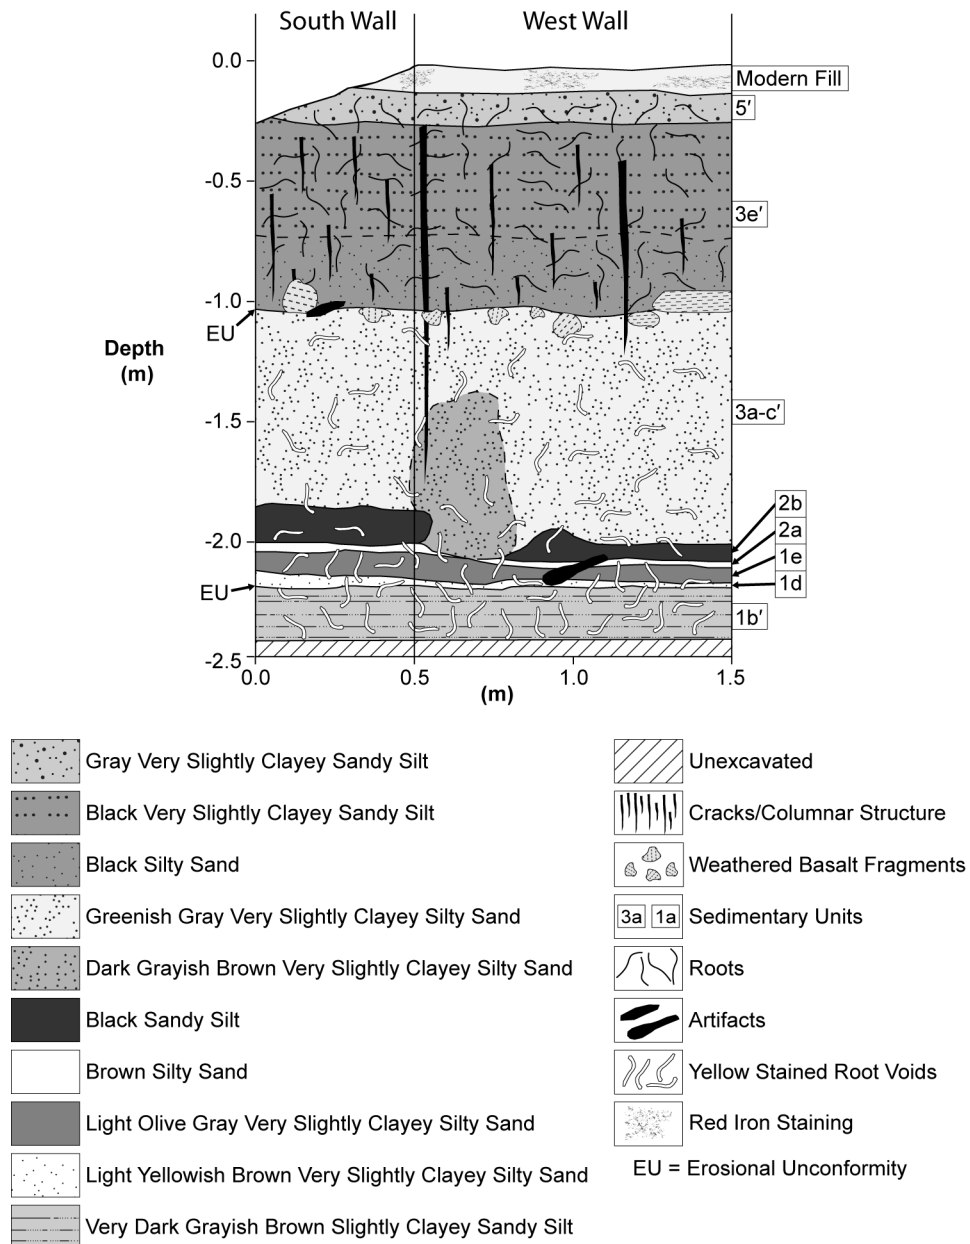 South Wall West Wall
0.0
Modern Fill
5′
-0.5
3e′
-1.0
EU
Depth
(m)
3a-c′
-1.5
2b
-2.0
2a
1e
EU
1d
1b′
-2.5
0.0 0.5 1.0 1.5
(m)
Gray Very Slightly Clayey Sandy Silt
Black Very Slightly Clayey Sandy Silt
Black Silty Sand
Greenish Gray Very Slightly Clayey Silty Sand
Dark Grayish Brown Very Slightly Clayey Silty Sand
Black Sandy Silt
Brown Silty Sand
Light Olive Gray Very Slightly Clayey Silty Sand
Light Yellowish Brown Very Slightly Clayey Silty Sand
Very Dark Grayish Brown Slightly Clayey Sandy Silt
Unexcavated
Cracks/Columnar Structure
Weathered Basalt Fragments
3a 1a Sedimentary Units
Roots
Artifacts
Yellow Stained Root Voids
Red Iron Staining
EU = Erosional Unconformity